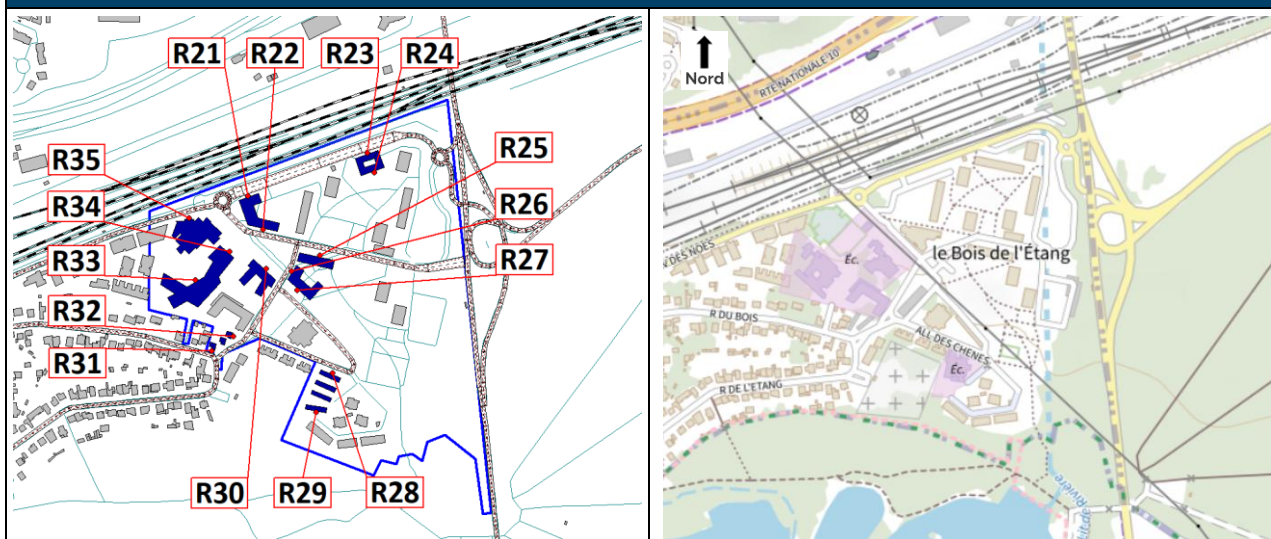 R21
R22
R23
R24
R25
R35
R34
R26
R33
R27
R32
R31
R30
R29
R28
Nord
RTE NATIONALE 10
DES NOËS
le Bois de l'Étang
Éc.
R DU BOIS
ALL DES CHENES
Éc.
R DE L'ETANG
Rivière